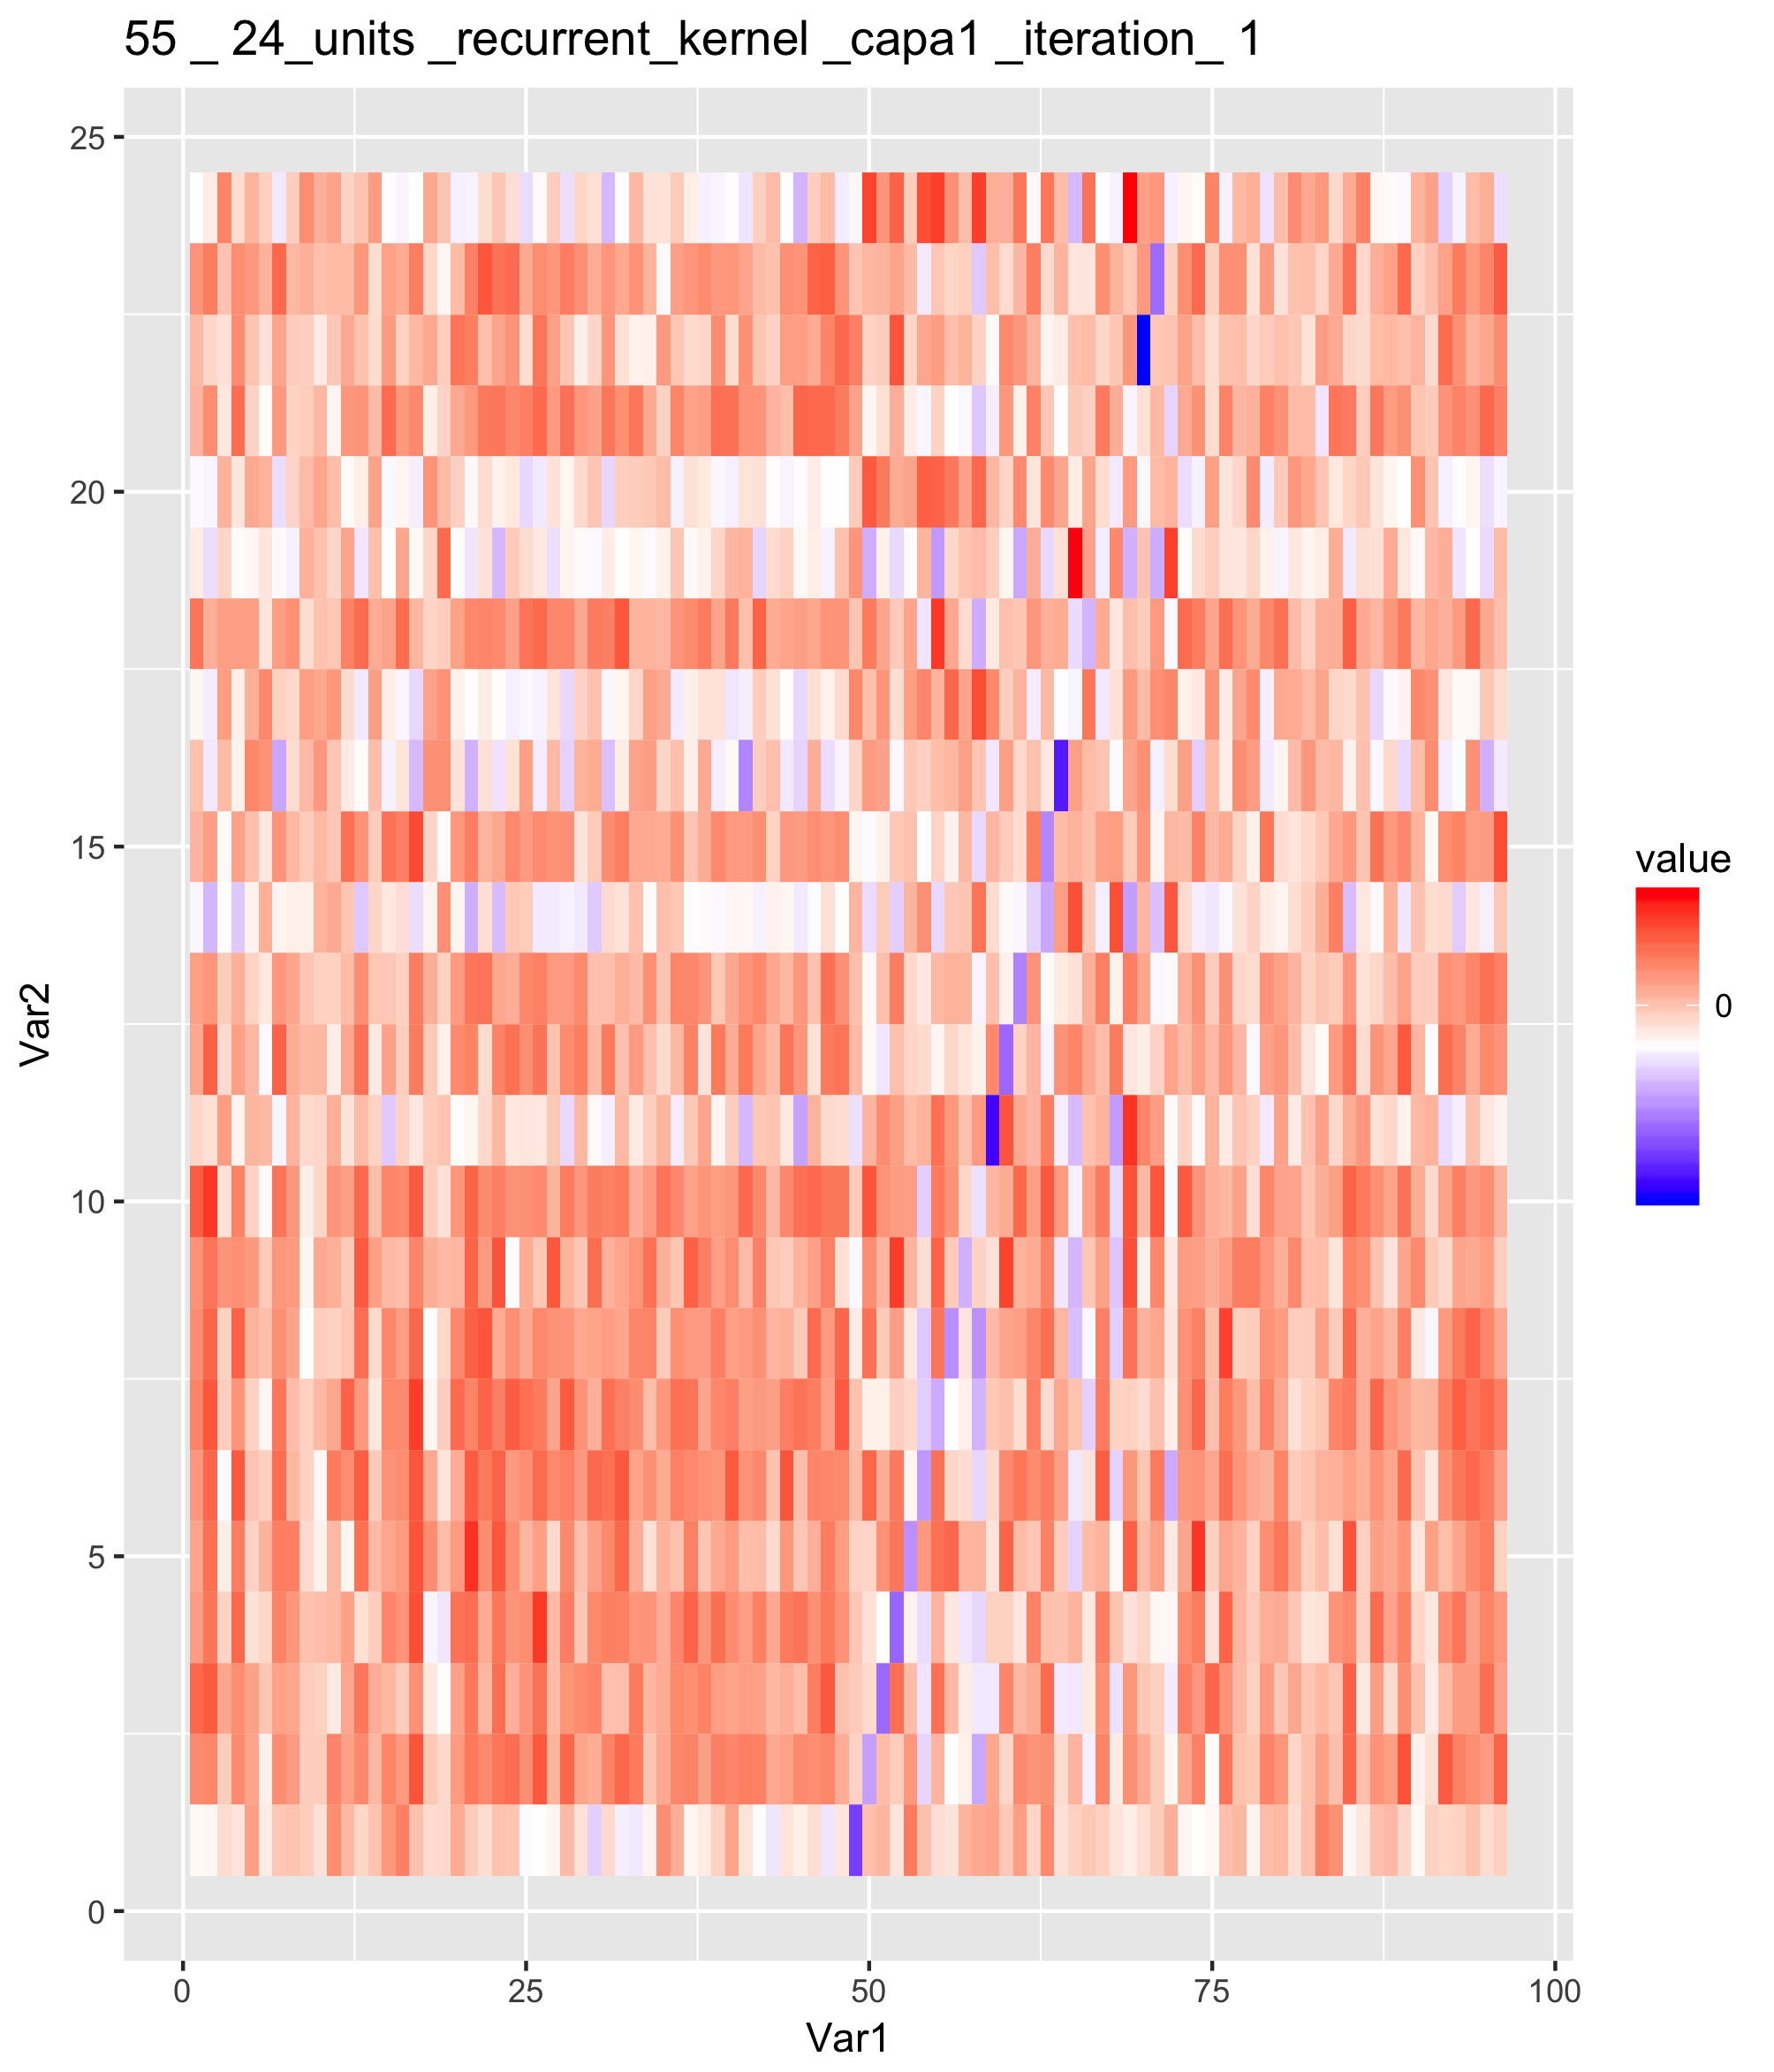 55 _ 24_units _recurrent_kernel _capa1 _iteration_ 1
25
20
15
10
5
0
Var2
0 25 50 75 100
Var1
value
0